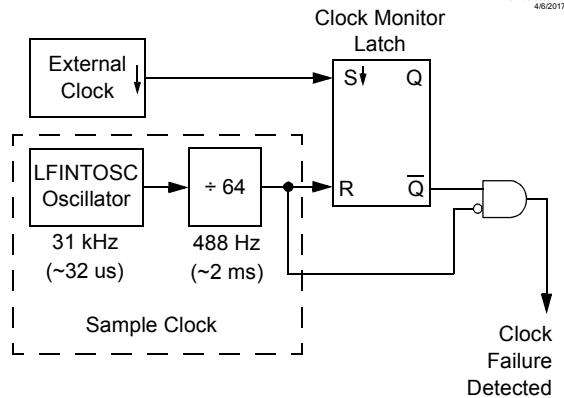 4/6/2017
Clock Monitor
Latch
External
Clock
S Q
LFINTOSC
Oscillator
÷ 64
R Q
31 kHz
(~32 us)
488 Hz
(~2 ms)
Sample Clock
Clock
Failure
Detected